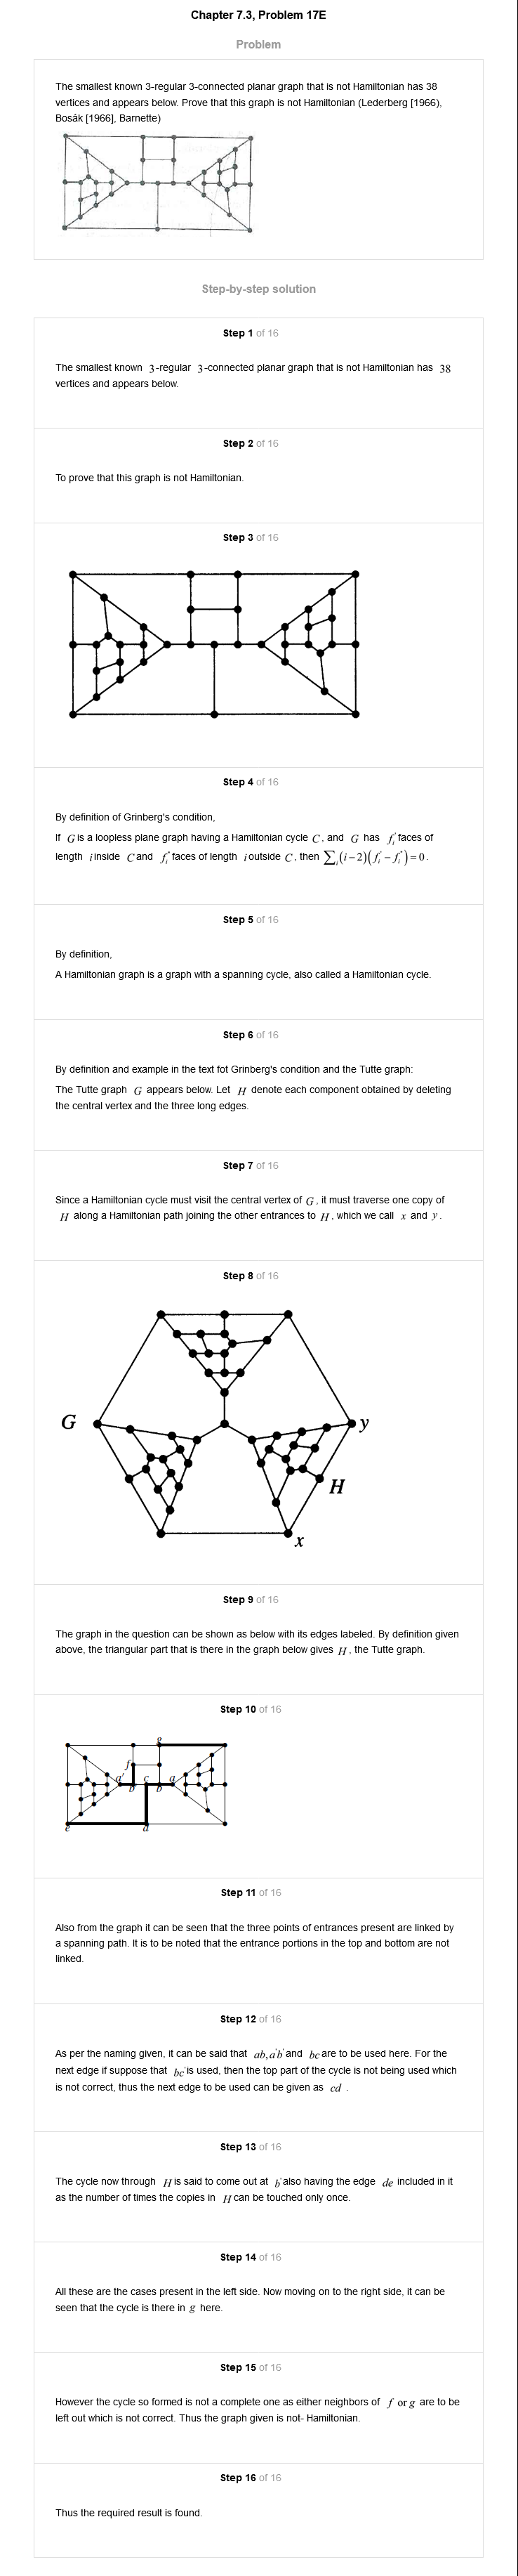 Chapter 7.3, Problem 17E
Problem
The smallest known 3-regular 3-connected planar graph that is not Hamiltonian has 38
vertices and appears below. Prove that this graph is not Hamiltonian (Lederberg [1966),
Bosák [1966], Barnette)
Step-by-step solution
Step 1 of 16
The smallest known 3-regular 3-connected planar graph that is not Hamiltonian has 38
vertices and appears below.
Step 2 of 16
To prove that this graph is not Hamiltonian.
Step 3 of 16
Step 4 of 16
By definition of Grinberg's condition,
If G is a loopless plane graph having a Hamiltonian cycle C, and G has f_i' faces of
length i inside C and f_i'' faces of length i outside C, then ∑_i(i−2)(f_i'−f_i'')=0.
Step 5 of 16
By definition,
A Hamiltonian graph is a graph with a spanning cycle, also called a Hamiltonian cycle.
Step 6 of 16
By definition and example in the text fot Grinberg's condition and the Tutte graph:
The Tutte graph G appears below. Let H denote each component obtained by deleting
the central vertex and the three long edges.
Step 7 of 16
Since a Hamiltonian cycle must visit the central vertex of G, it must traverse one copy of
H along a Hamiltonian path joining the other entrances to H, which we call x and y.
Step 8 of 16
G
y
H
x
Step 9 of 16
The graph in the question can be shown as below with its edges labeled. By definition given
above, the triangular part that is there in the graph below gives H, the Tutte graph.
Step 10 of 16
g
f
a' c a
b' b
e d
Step 11 of 16
Also from the graph it can be seen that the three points of entrances present are linked by
a spanning path. It is to be noted that the entrance portions in the top and bottom are not
linked.
Step 12 of 16
As per the naming given, it can be said that ab, a'b' and bc are to be used here. For the
next edge if suppose that bc' is used, then the top part of the cycle is not being used which
is not correct, thus the next edge to be used can be given as cd .
Step 13 of 16
The cycle now through H is said to come out at b' also having the edge de included in it
as the number of times the copies in H can be touched only once.
Step 14 of 16
All these are the cases present in the left side. Now moving on to the right side, it can be
seen that the cycle is there in g here.
Step 15 of 16
However the cycle so formed is not a complete one as either neighbors of f or g are to be
left out which is not correct. Thus the graph given is not- Hamiltonian.
Step 16 of 16
Thus the required result is found.